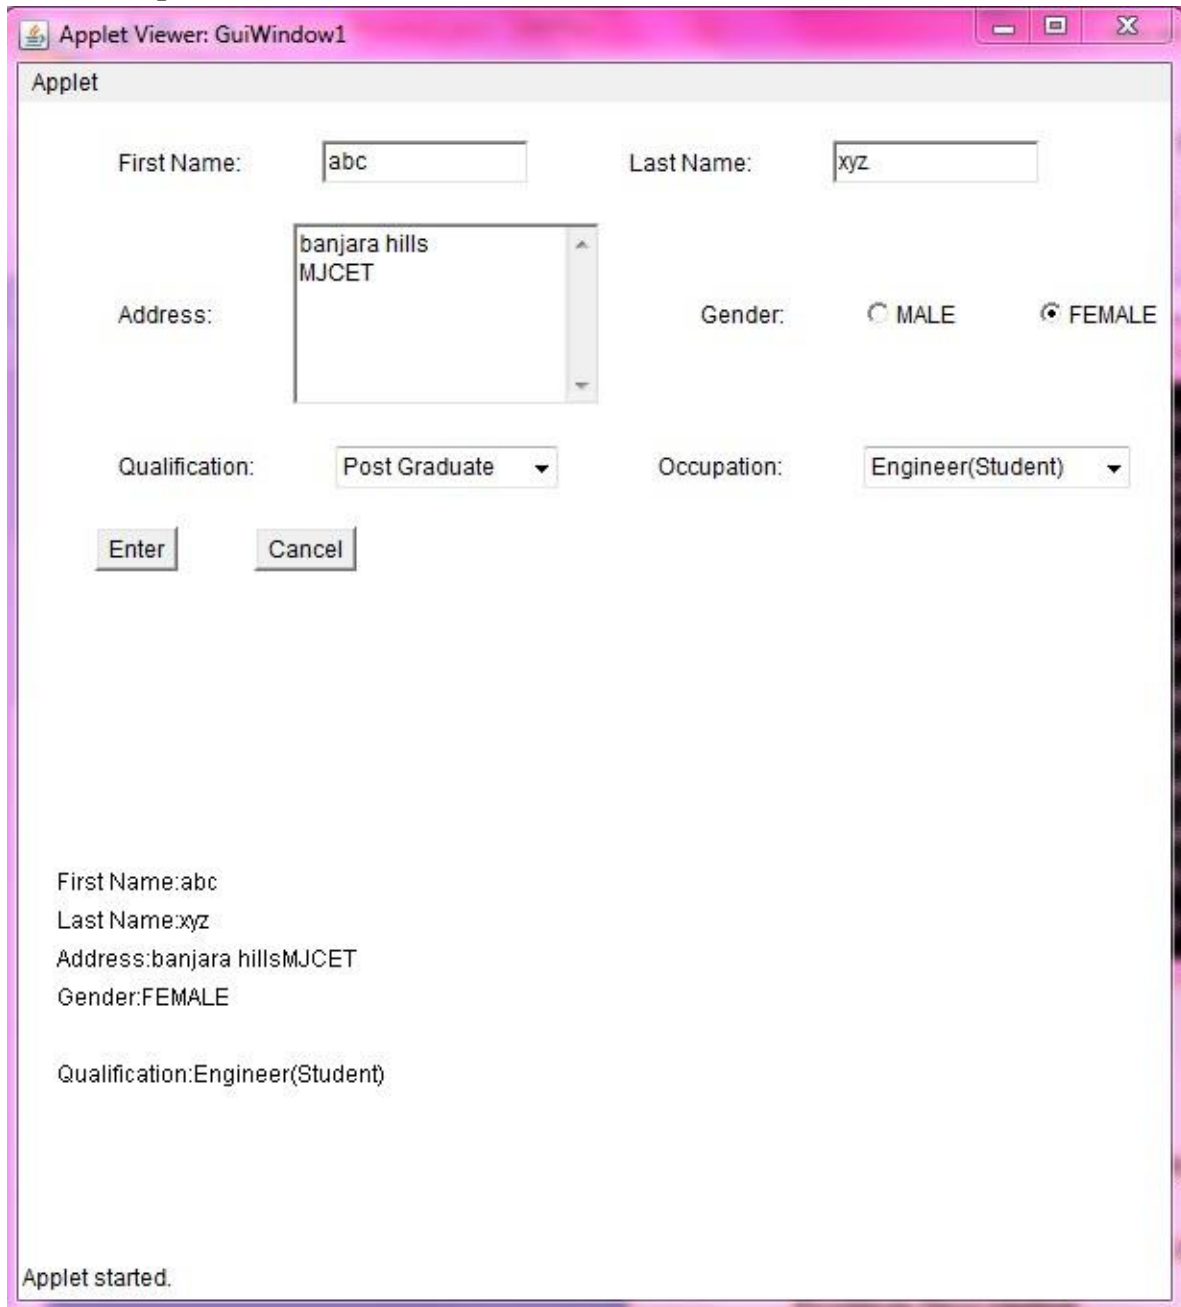 Applet Viewer: GuiWindow1
Applet
First Name: abc Last Name: xyz
banjara hills
MJCET
Address: Gender: MALE FEMALE
Qualification: Post Graduate Occupation: Engineer(Student)
Enter Cancel
First Name:abc
Last Name:xyz
Address:banjara hillsMJCET
Gender:FEMALE
Qualification:Engineer(Student)
Applet started.